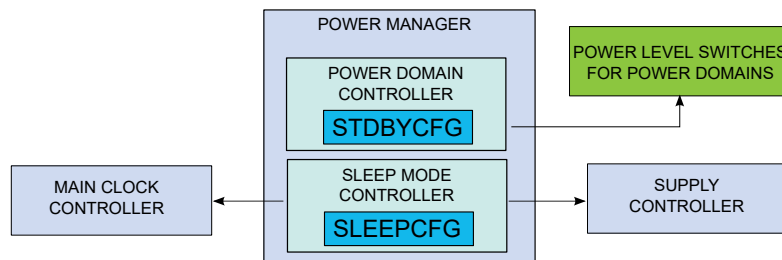 POWER MANAGER
POWER DOMAIN
CONTROLLER
STDBYCFG
POWER LEVEL SWITCHES
FOR POWER DOMAINS
SLEEP MODE
CONTROLLER
SLEEPCFG
MAIN CLOCK
CONTROLLER
SUPPLY
CONTROLLER